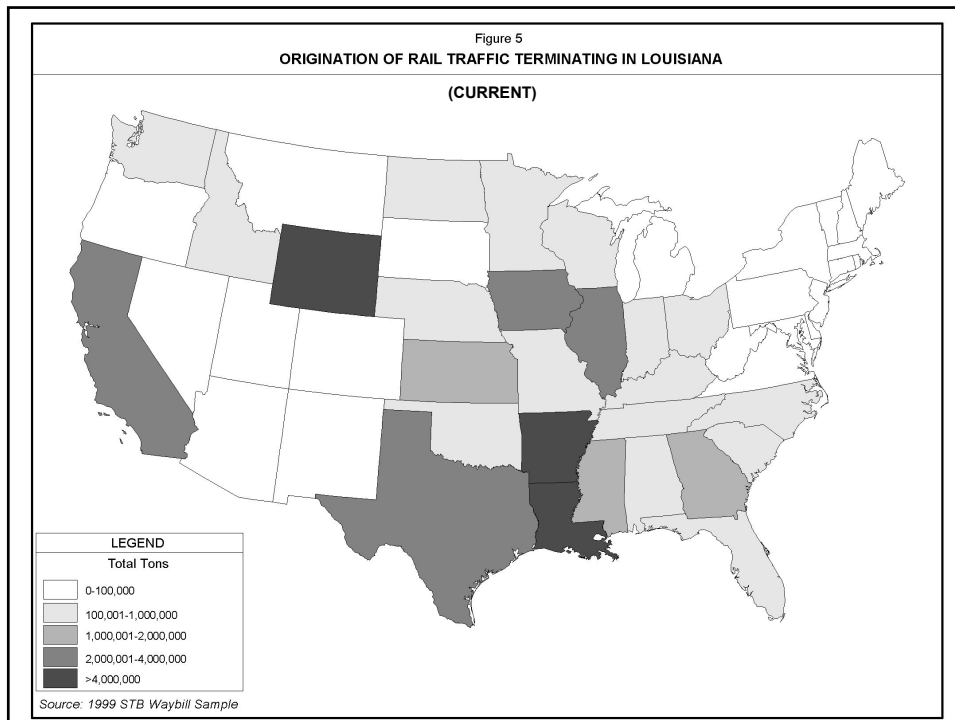 Figure 5
ORIGINATION OF RAIL TRAFFIC TERMINATING IN LOUISIANA
(CURRENT)
LEGEND
Total Tons
0-100,000
100,001-1,000,000
1,000,001-2,000,000
2,000,001-4,000,000
>4,000,000
Source: 1999 STB Waybill Sample